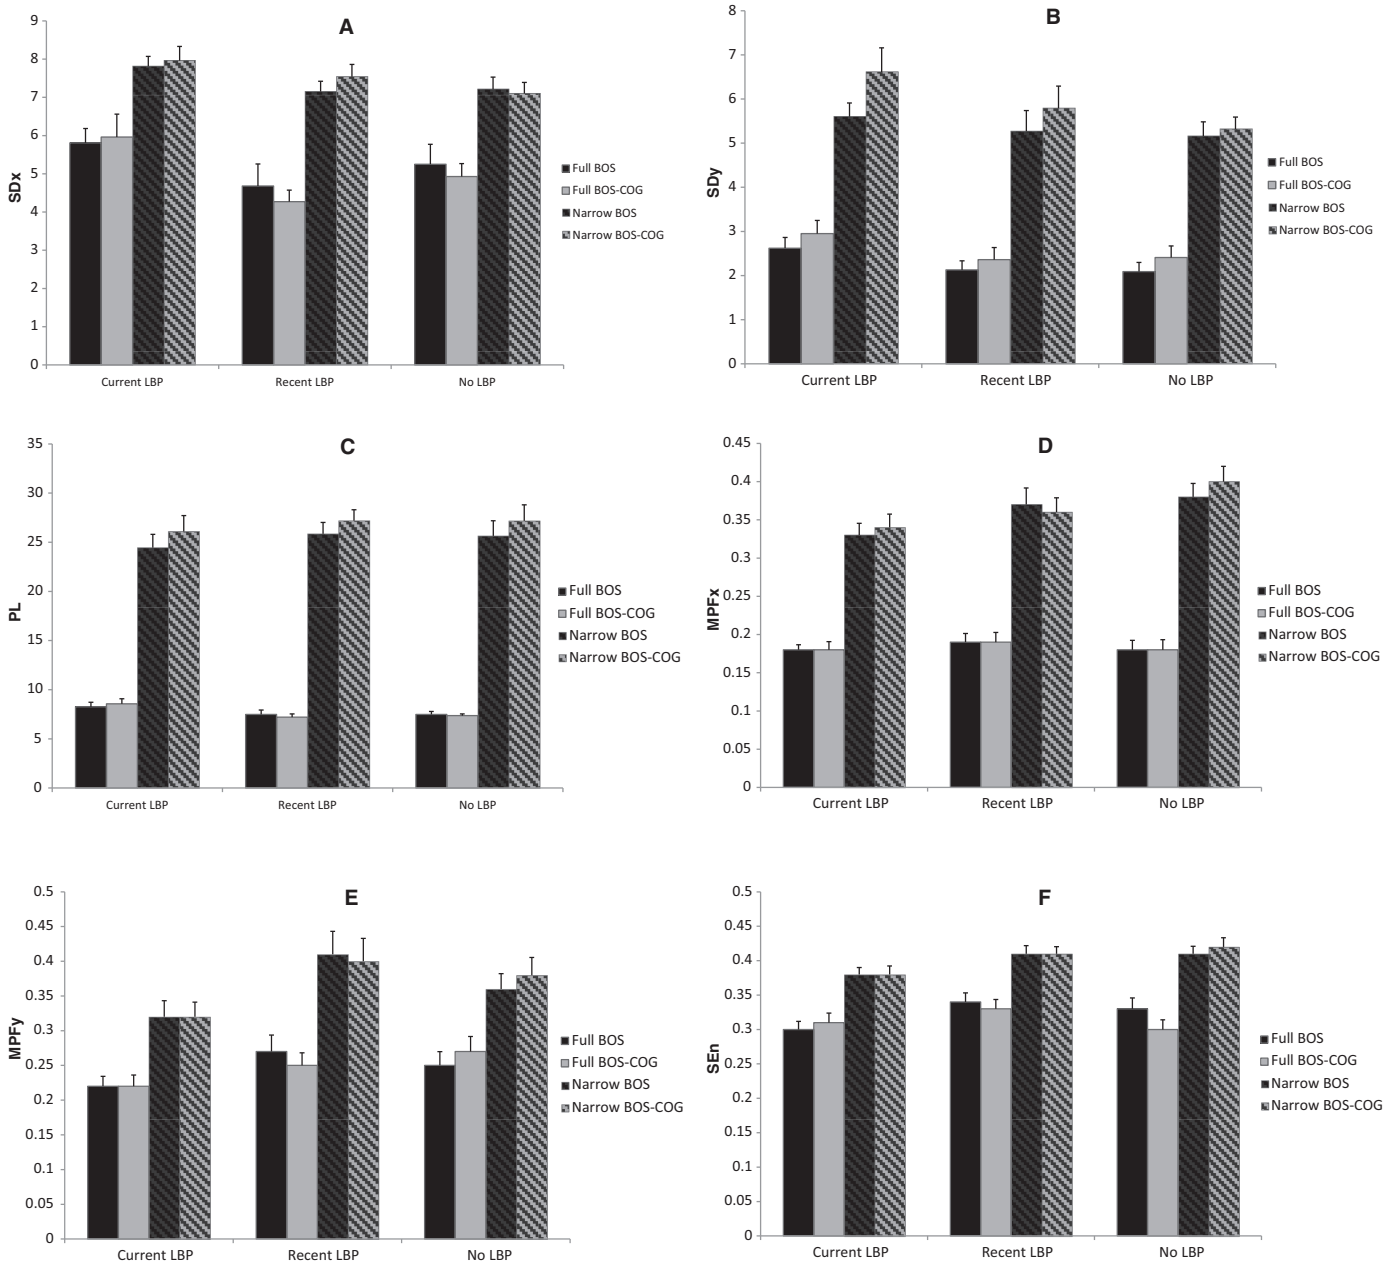 A
SDx
9
8
7
6
5
4
3
2
1
0
Current LBP
Recent LBP
No LBP
Full BOS
Full BOS-COG
Narrow BOS
Narrow BOS-COG
B
SDy
8
7
6
5
4
3
2
1
0
Current LBP
Recent LBP
No LBP
Full BOS
Full BOS-COG
Narrow BOS
Narrow BOS-COG
C
PL
35
30
25
20
15
10
5
0
Current LBP
Recent LBP
No LBP
Full BOS
Full BOS-COG
Narrow BOS
Narrow BOS-COG
D
MPFx
0.45
0.4
0.35
0.3
0.25
0.2
0.15
0.1
0.05
0
Current LBP
Recent LBP
No LBP
Full BOS
Full BOS-COG
Narrow BOS
Narrow BOS-COG
E
MPFy
0.5
0.45
0.4
0.35
0.3
0.25
0.2
0.15
0.1
0.05
0
Current LBP
Recent LBP
No LBP
Full BOS
Full BOS-COG
Narrow BOS
Narrow BOS-COG
F
SEn
0.5
0.45
0.4
0.35
0.3
0.25
0.2
0.15
0.1
0.05
0
Current LBP
Recent LBP
No LBP
Full BOS
Full BOS-COG
Narrow BOS
Narrow BOS-COG